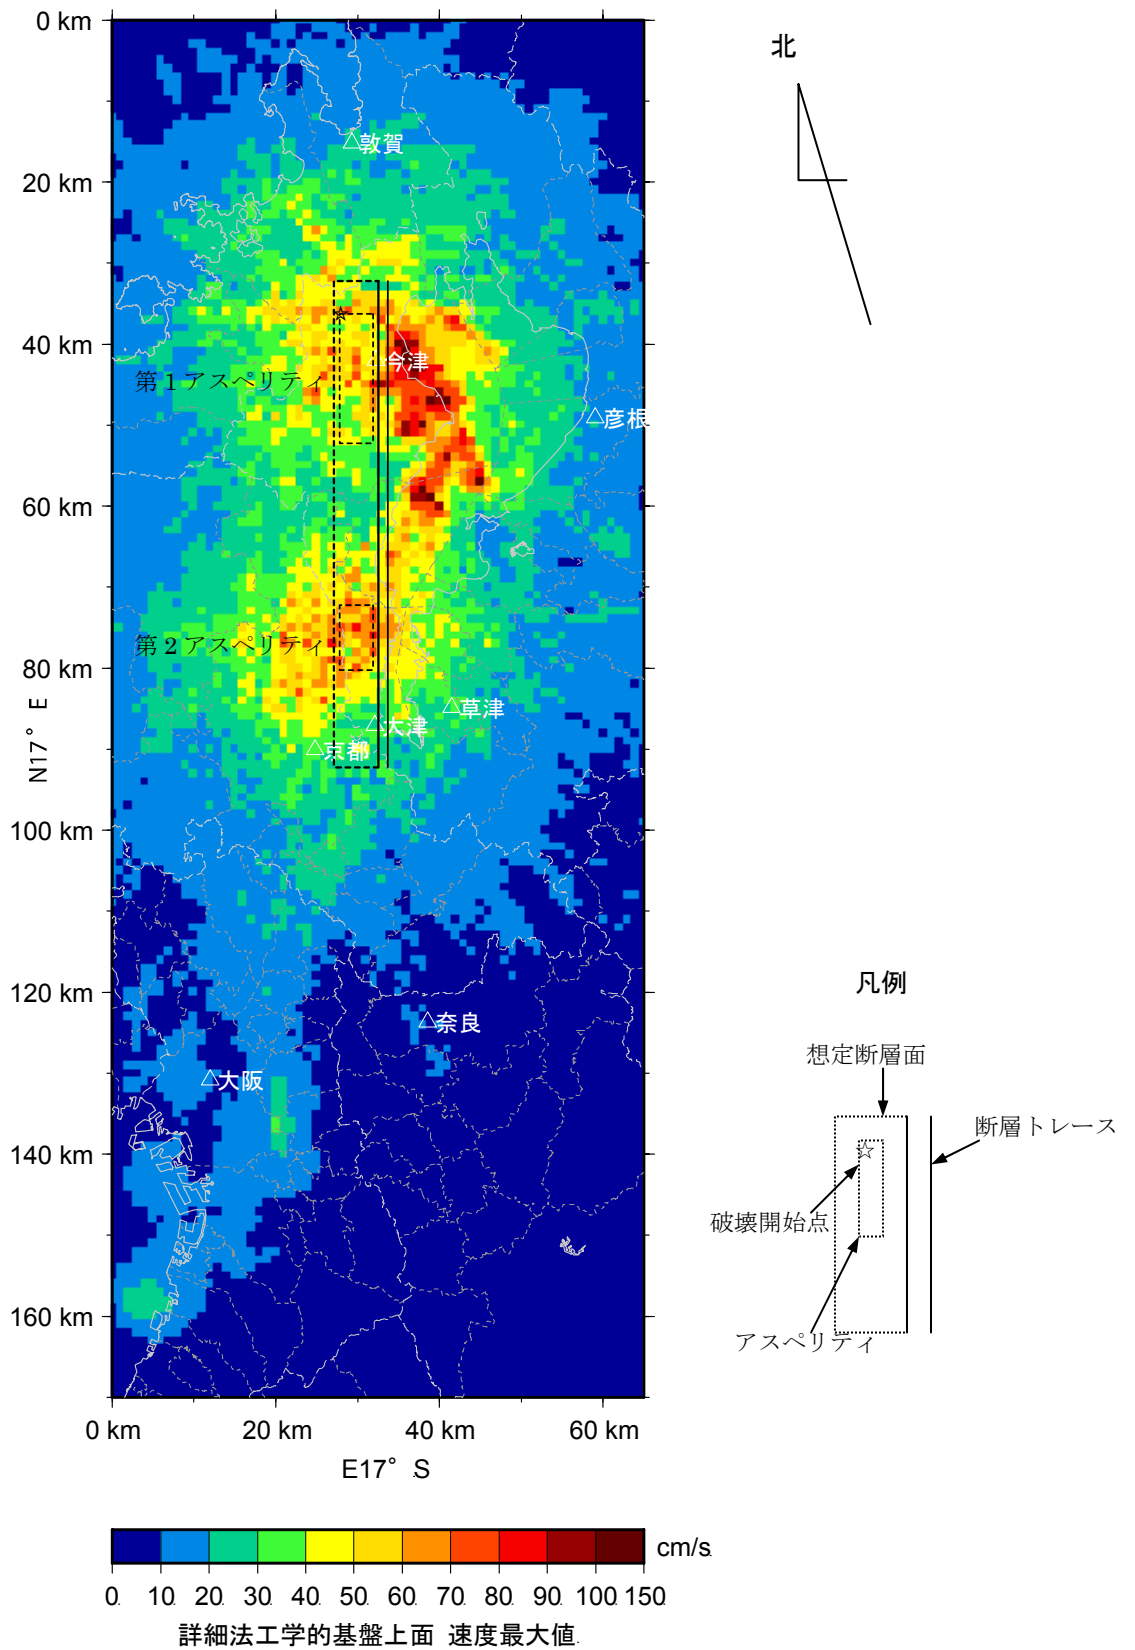 0 km
20 km
40 km
60 km
80 km
100 km
120 km
140 km
160 km
N17° E
敦賀
今津
第1アスペリティ
彦根
第2アスペリティ
草津
大津
京都
奈良
大阪
0 km 20 km 40 km 60 km
E17° S
0. 10. 20. 30. 40. 50. 60. 70. 80. 90. 100. 150.
cm/s.
詳細法工学的基盤上面 速度最大値.
北
凡例
想定断層面
断層トレース
破壊開始点
アスペリティ